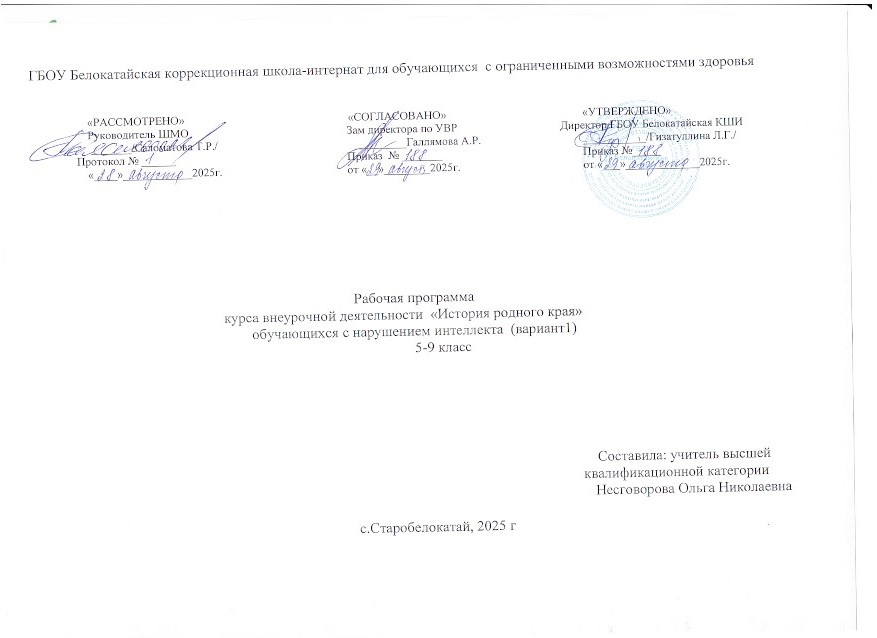 ГБОУ Белокатайская коррекционная школа-интернат для обучающихся с ограниченными возможностями здоровья
«РАССМОТРЕНО»
Руководитель ШМО
Т.Р./
Протокол № 1
«28» августа 2025г.
«СОГЛАСОВАНО»
Зам директора по УВР
Галлямова А.Р.
Приказ № 188
от «29» август 2025г.
«УТВЕРЖДЕНО»
Директор ГБОУ Белокатайская КШИ
/Гизатуллина Л.Г./
Приказ № 188
от «29» августа 2025г.
Рабочая программа
курса внеурочной деятельности «История родного края»
обучающихся с нарушением интеллекта (вариант1)
5-9 класс
Составила: учитель высшей
квалификационной категории
Несговорова Ольга Николаевна
с.Старобелокатай, 2025 г